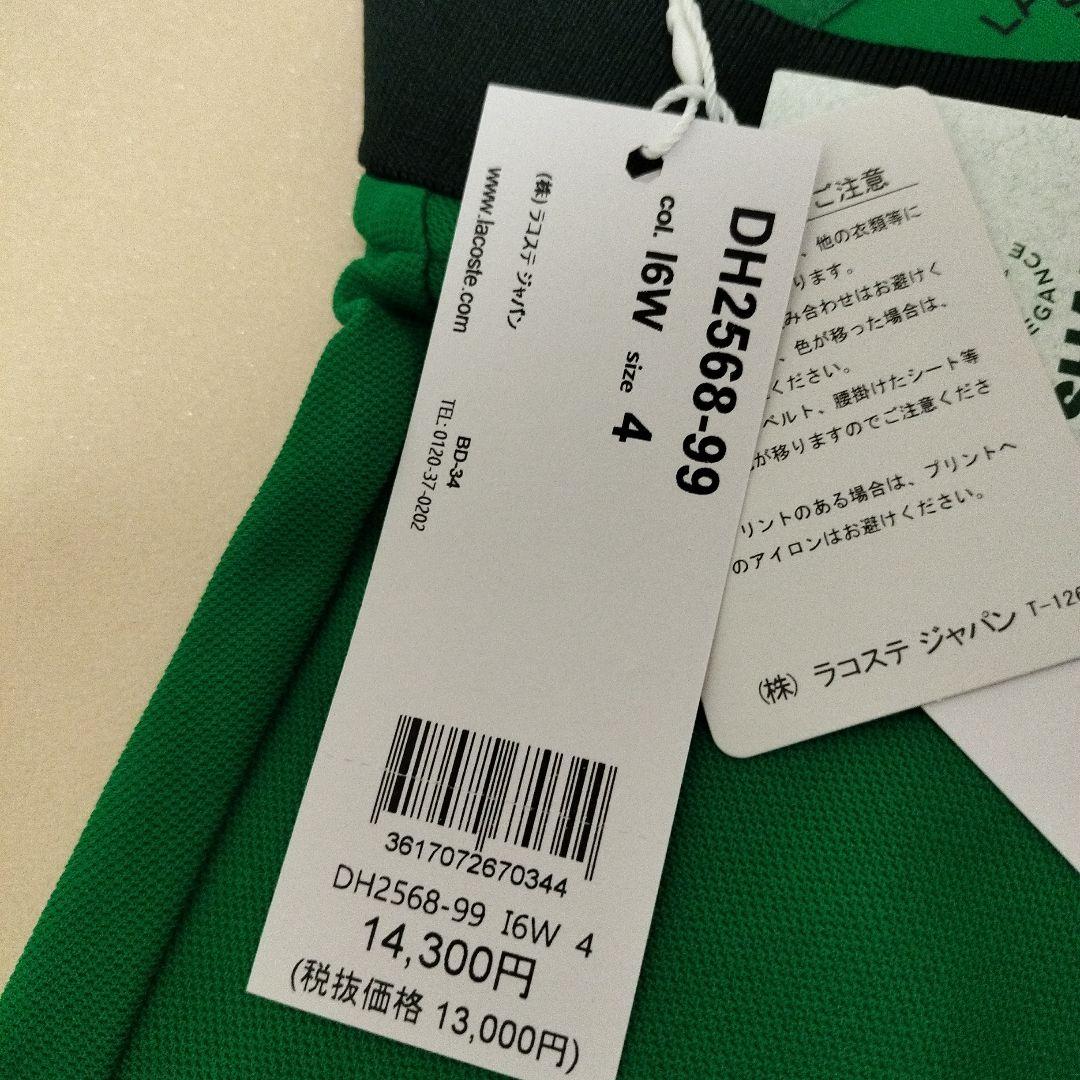 DH2568-99
col. I6W size 4
(株)ラコステ ジャパン
www.lacoste.com
BD-34
TEL: 0120-37-0202
3617072670344
DH2568-99 I6W 4
14,300円
(税抜価格 13,000円)
ご注意
、他の衣類等に
ります。
み合わせはお避けく
、色が移った場合は、
ください。
ベルト、腰掛けたシート等
が移りますのでご注意くださ
リントのある場合は、プリントへ
のアイロンはお避けください。
(株) ラコステ ジャパン T-126
EGANCE
LA